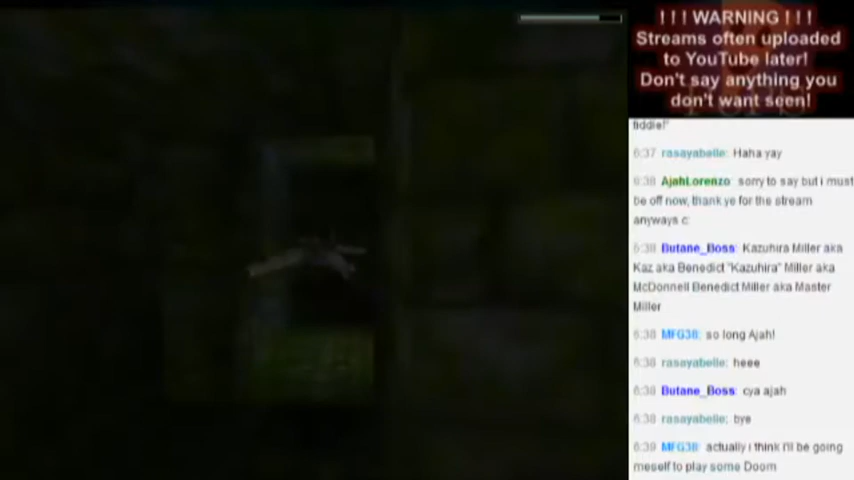 ! ! ! WARNING ! ! !
Streams often uploaded
to YouTube later!
Don't say anything you
don't want seen!
fiddle!"
6:37 rasayabelle: Haha yay
6:38 AjahLorenzo: sorry to say but i must
be off now, thank ye for the stream
anyways c:
6:38 Butane_Boss: Kazuhira Miller aka
Kaz aka Benedict "Kazuhira" Miller aka
McDonnell Benedict Miller aka Master
Miller
6:38 MFG38: so long Ajah!
6:38 rasayabelle: heee
6:38 Butane_Boss: cya ajah
6:38 rasayabelle: bye
6:39 MFG38: actually i think i'll be going
meself to play some Doom